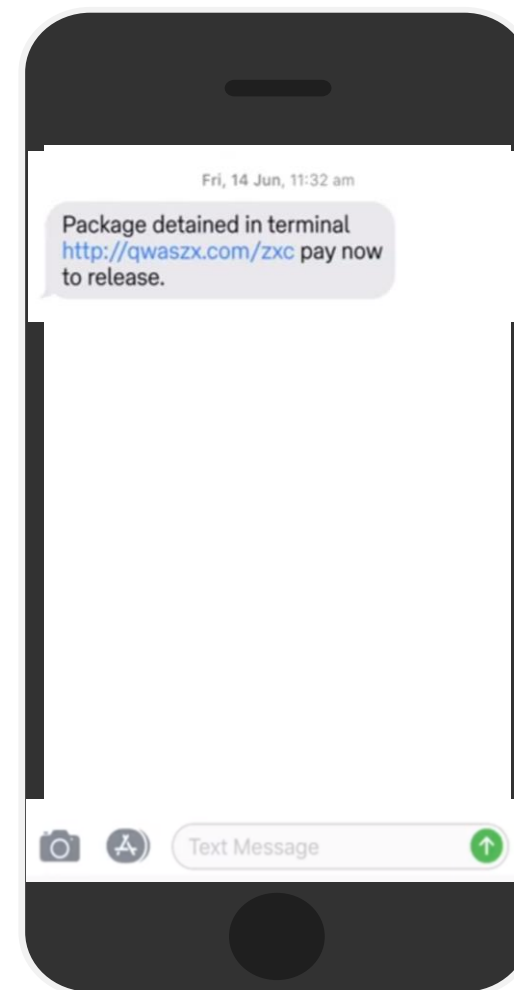 Fri, 14 Jun, 11:32 am
Package detained in terminal
http://qwaszx.com/zxc pay now
to release.
Text Message